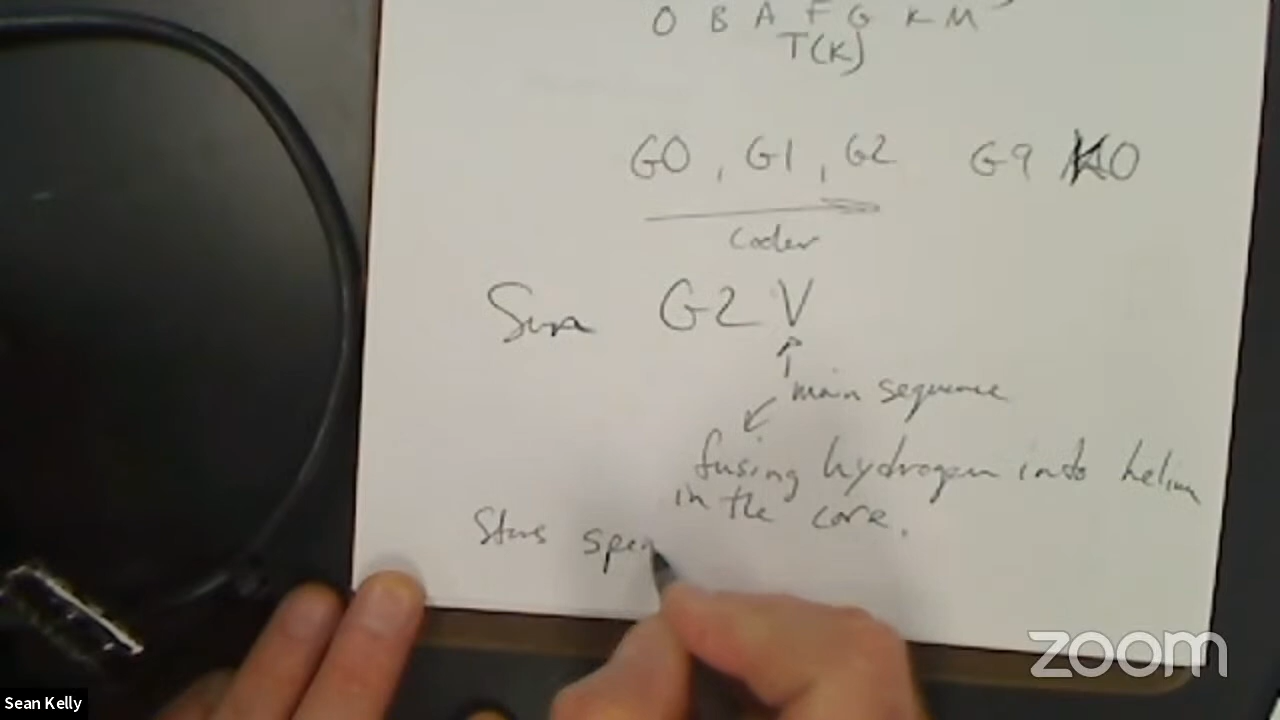 O B A F G K M
T(K)
G0, G1, G2 G9 K0
Cooler
Sun G2 V
main sequence
fusing hydrogen into helium
in the core.
Stars spen
zoom
Sean Kelly